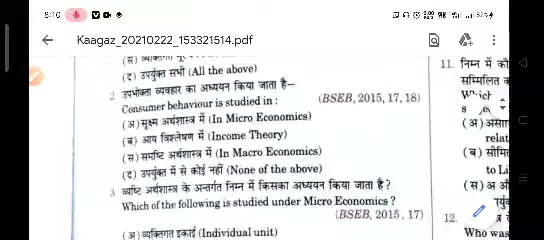 8:10
82%
Kaagaz_20210222_153321514.pdf
(द) उपर्युक्त सभी (All the above)
2 उपभोक्ता व्यवहार का अध्ययन किया जाता है—
Consumer behaviour is studied in : (BSEB, 2015, 17, 18)
(अ) सूक्ष्म अर्थशास्त्र में (In Micro Economics)
(ब) आय विश्लेषण में (Income Theory)
(स) समष्टि अर्थशास्त्र में (In Macro Economics)
(द) उपर्युक्त में से कोई नहीं (None of the above)
3 व्यष्टि अर्थशास्त्र के अन्तर्गत निम्न में किसका अध्ययन किया जाता है?
Which of the following is studied under Micro Economics ?
(BSEB, 2015, 17)
(अ) व्यक्तिगत इकाई (Individual unit)
11. निम्न में
सम्मिलित
(अ)
relat
(ब)
to Li
(स) अ
12.
Who was